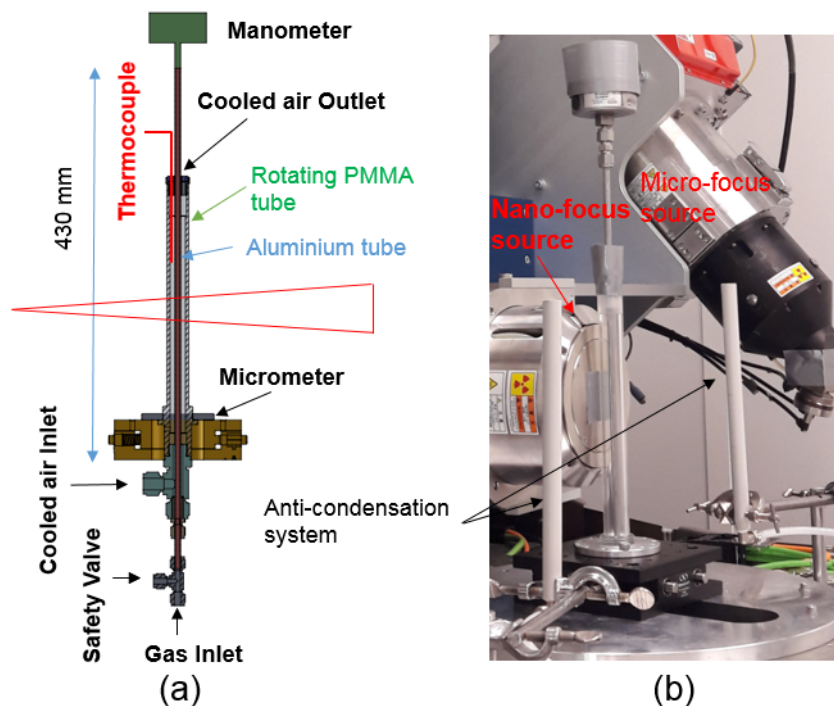 Manometer
Cooled air Outlet
Thermocouple
Rotating PMMA
tube
430 mm
Aluminium tube
Micrometer
Cooled air Inlet
Safety Valve
Gas Inlet
(a)
Nano-focus
source
Micro-focus
source
Anti-condensation
system
(b)